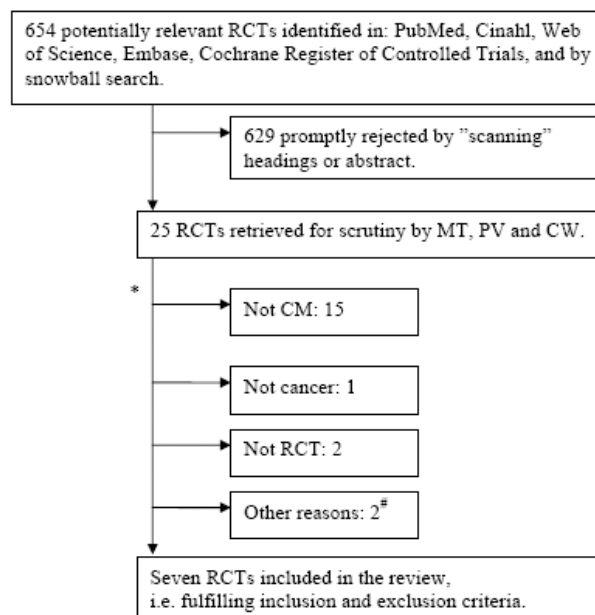 654 potentially relevant RCTs identified in: PubMed, Cinahl, Web
of Science, Embase, Cochrane Register of Controlled Trials, and by
snowball search.
629 promptly rejected by ”scanning”
headings or abstract.
25 RCTs retrieved for scrutiny by MT, PV and CW.
*
Not CM: 15
Not cancer: 1
Not RCT: 2
Other reasons: 2#
Seven RCTs included in the review,
i.e. fulfilling inclusion and exclusion criteria.